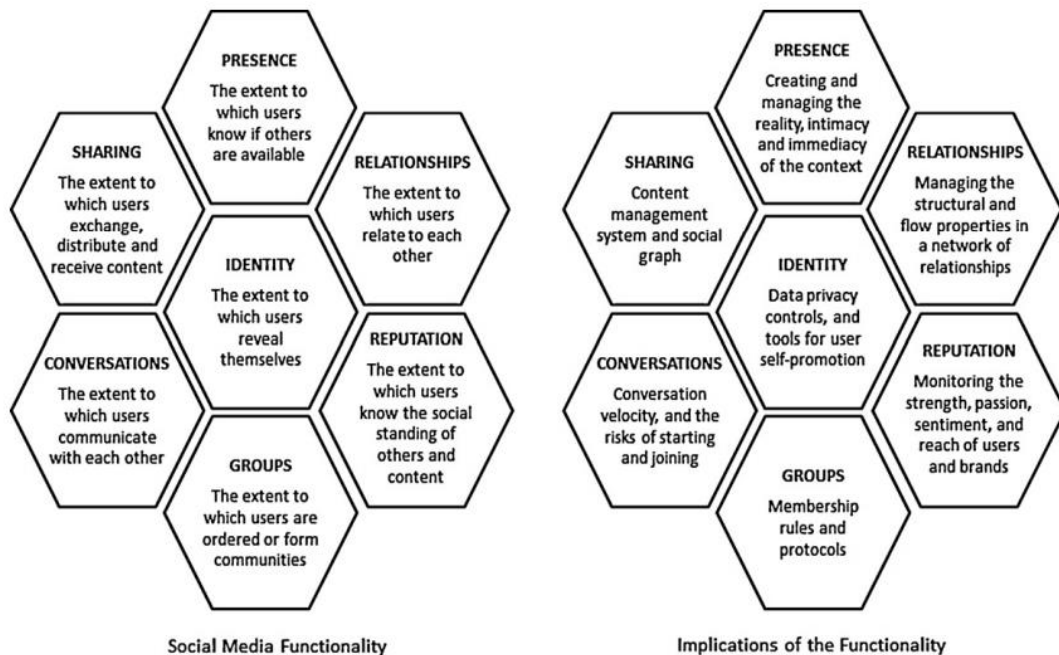 PRESENCE
The extent to
which users
know if others
are available
SHARING
The extent to
which users
exchange,
distribute and
receive content
RELATIONSHIPS
The extent to
which users
relate to each
other
IDENTITY
The extent to
which users
reveal
themselves
CONVERSATIONS
The extent to
which users
communicate
with each other
REPUTATION
The extent to
which users
know the social
standing of
others and
content
GROUPS
The extent to
which users are
ordered or form
communities
Social Media Functionality
PRESENCE
Creating and
managing the
reality, intimacy
and immediacy
of the context
SHARING
Content
management
system and social
graph
RELATIONSHIPS
Managing the
structural and
flow properties in
a network of
relationships
IDENTITY
Data privacy
controls, and
tools for user
self-promotion
CONVERSATIONS
Conversation
velocity, and the
risks of starting
and joining
REPUTATION
Monitoring the
strength, passion,
sentiment, and
reach of users
and brands
GROUPS
Membership
rules and
protocols
Implications of the Functionality